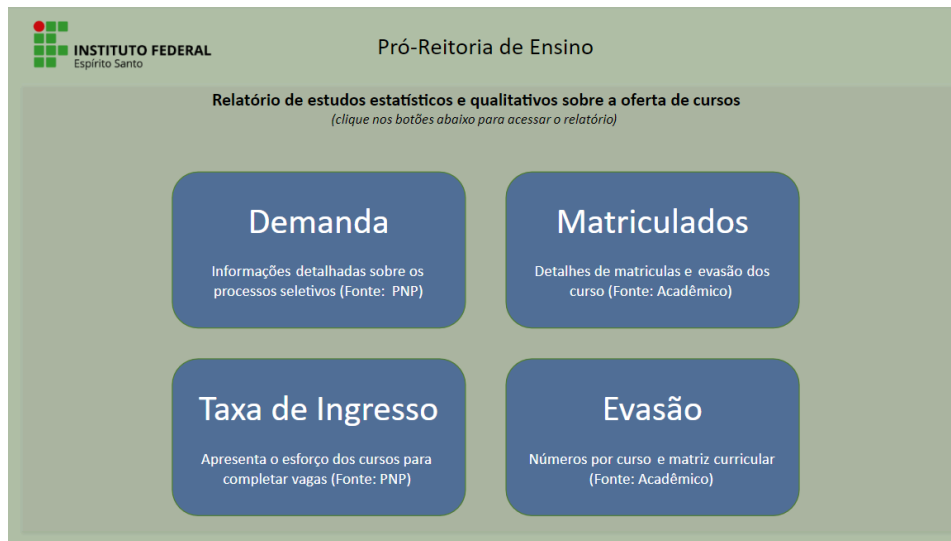 INSTITUTO FEDERAL
Espírito Santo
Pró-Reitoria de Ensino
Relatório de estudos estatísticos e qualitativos sobre a oferta de cursos
(clique nos botões abaixo para acessar o relatório)
Demanda
Informações detalhadas sobre os
processos seletivos (Fonte: PNP)
Matriculados
Detalhes de matriculas e evasão dos
curso (Fonte: Acadêmico)
Taxa de Ingresso
Apresenta o esforço dos cursos para
completar vagas (Fonte: PNP)
Evasão
Números por curso e matriz curricular
(Fonte: Acadêmico)